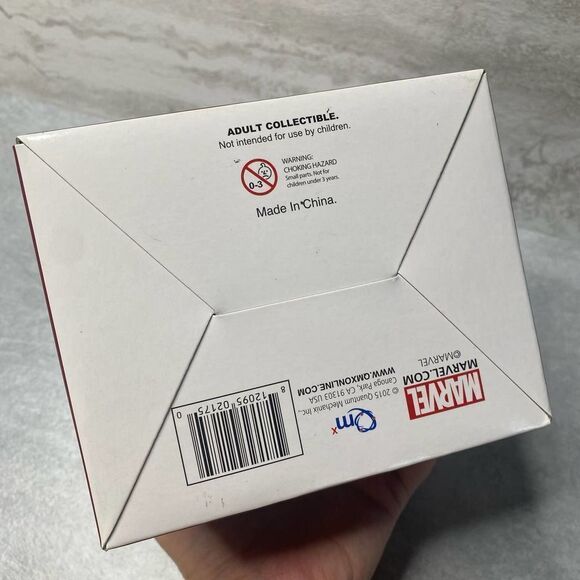 ADULT COLLECTIBLE.
Not intended for use by children.
0-3
WARNING:
CHOKING HAZARD
Small parts. Not for
children under 3 years.
Made In China.
MARVEL
MARVEL.COM
©MARVEL
Qmx
© 2015 Quantum Mechanix Inc.,
Canoga Park, CA 91303 USA
WWW.QMXONLINE.COM
8 12095 02175 0